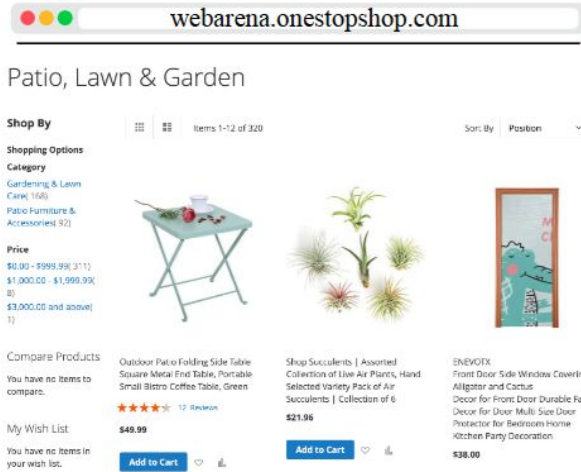 webarena.onestopshop.com
Patio, Lawn & Garden
Shop By
Items 1-12 of 320
Sort By Position
Shopping Options
Category
Gardening & Lawn
Care( 168)
Patio Furniture &
Accessories( 92)
Price
$0.00 - $999.99( 311)
$1,000.00 - $1,999.99(
8)
$3,000.00 and above(
1)
Compare Products
You have no items to
compare.
My Wish List
You have no items in
your wish list.
Outdoor Patio Folding Side Table
Square Metal End Table, Portable
Small Bistro Coffee Table, Green
12 Reviews
$49.99
Add to Cart
Shop Succulents | Assorted
Collection of Live Air Plants, Hand
Selected Variety Pack of Air
Succulents | Collection of 6
$21.96
Add to Cart
ENEVOTX
Front Door Side Window Coverin
Alligator and Cactus
Decor for Front Door Durable Fa
Decor for Door Multi Size Door
Protector for Bedroom Home
Kitchen Party Decoration
$38.00